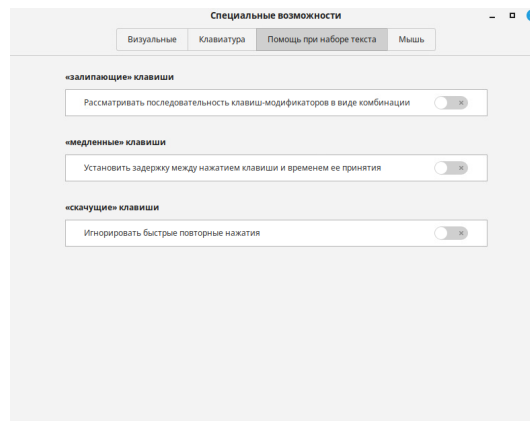 Специальные возможности
Визуальные Клавиатура Помощь при наборе текста Мышь
«залипающие» клавиши
Рассматривать последовательность клавиш-модификаторов в виде комбинации
«медленные» клавиши
Установить задержку между нажатием клавиши и временем ее принятия
«скачущие» клавиши
Игнорировать быстрые повторные нажатия